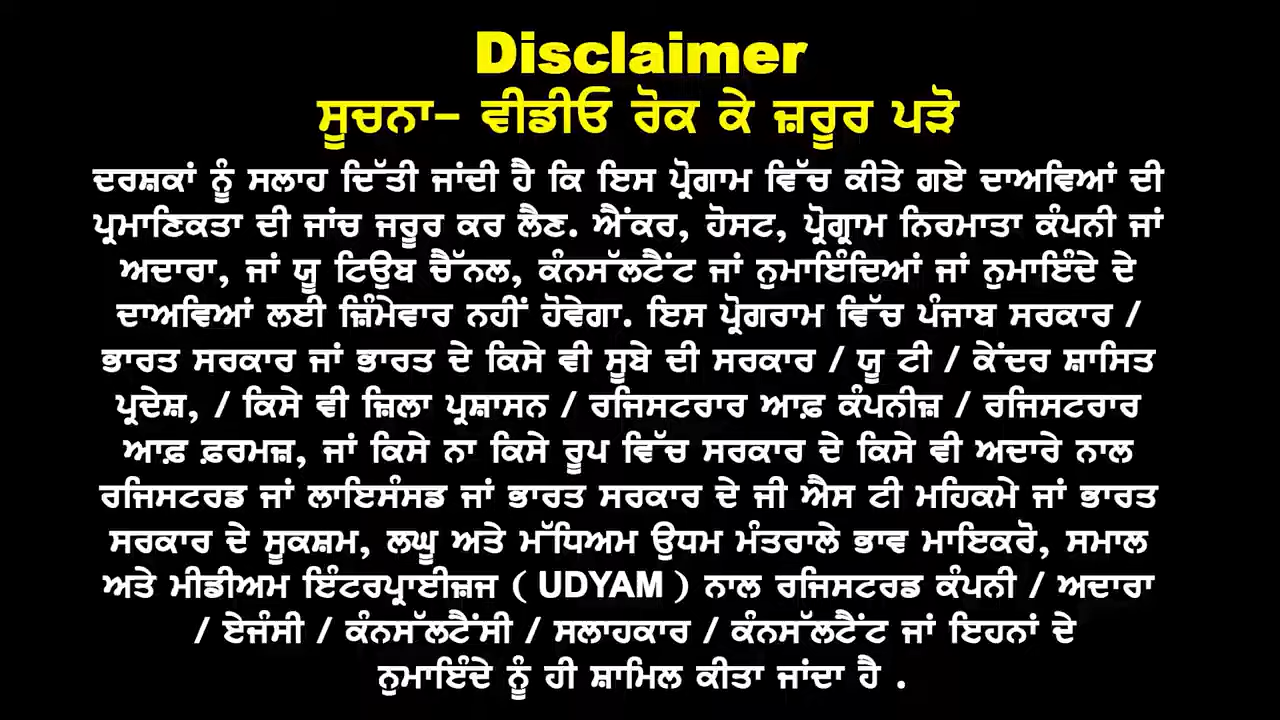 Disclaimer
ਸੂਚਨਾ- ਵੀਡੀਓ ਰੋਕ ਕੇ ਜ਼ਰੂਰ ਪੜੋ
ਦਰਸ਼ਕਾਂ ਨੂੰ ਸਲਾਹ ਦਿੱਤੀ ਜਾਂਦੀ ਹੈ ਕਿ ਇਸ ਪ੍ਰੋਗਾਮ ਵਿੱਚ ਕੀਤੇ ਗਏ ਦਾਅਵਿਆਂ ਦੀ
ਪ੍ਰਮਾਣਿਕਤਾ ਦੀ ਜਾਂਚ ਜਰੂਰ ਕਰ ਲੈਣ. ਐਂਕਰ, ਹੋਸਟ, ਪ੍ਰੋਗ੍ਰਾਮ ਨਿਰਮਾਤਾ ਕੰਪਨੀ ਜਾਂ
ਅਦਾਰਾ, ਜਾਂ ਯੂ ਟਿਊਬ ਚੈੱਨਲ, ਕੰਨਸੱਲਟੈਂਟ ਜਾਂ ਨੁਮਾਇੰਦਿਆਂ ਜਾਂ ਨੁਮਾਇੰਦੇ ਦੇ
ਦਾਅਵਿਆਂ ਲਈ ਜ਼ਿੰਮੇਵਾਰ ਨਹੀਂ ਹੋਵੇਗਾ. ਇਸ ਪ੍ਰੋਗਰਾਮ ਵਿੱਚ ਪੰਜਾਬ ਸਰਕਾਰ /
ਭਾਰਤ ਸਰਕਾਰ ਜਾਂ ਭਾਰਤ ਦੇ ਕਿਸੇ ਵੀ ਸੂਬੇ ਦੀ ਸਰਕਾਰ / ਯੂ ਟੀ / ਕੇਂਦਰ ਸ਼ਾਸਿਤ
ਪ੍ਰਦੇਸ਼, / ਕਿਸੇ ਵੀ ਜ਼ਿਲਾ ਪ੍ਰਸ਼ਾਸਨ / ਰਜਿਸਟਰਾਰ ਆਫ਼ ਕੰਪਨੀਜ਼ / ਰਜਿਸਟਰਾਰ
ਆਫ਼ ਫ਼ਰਮਜ਼, ਜਾਂ ਕਿਸੇ ਨਾ ਕਿਸੇ ਰੂਪ ਵਿੱਚ ਸਰਕਾਰ ਦੇ ਕਿਸੇ ਵੀ ਅਦਾਰੇ ਨਾਲ
ਰਜਿਸਟਰਡ ਜਾਂ ਲਾਇਸੰਸਡ ਜਾਂ ਭਾਰਤ ਸਰਕਾਰ ਦੇ ਜੀ ਐਸ ਟੀ ਮਹਿਕਮੇ ਜਾਂ ਭਾਰਤ
ਸਰਕਾਰ ਦੇ ਸੂਕਸ਼ਮ, ਲਘੂ ਅਤੇ ਮੱਧਿਅਮ ਉਧਮ ਮੰਤਰਾਲੇ ਭਾਵ ਮਾਇਕਰੋ, ਸਮਾਲ
ਅਤੇ ਮੀਡੀਅਮ ਇੰਟਰਪ੍ਰਾਈਜ਼ਜ ( UDYAM ) ਨਾਲ ਰਜਿਸਟਰਡ ਕੰਪਨੀ / ਅਦਾਰਾ
/ ਏਜੰਸੀ / ਕੰਨਸੱਲਟੈਂਸੀ / ਸਲਾਹਕਾਰ / ਕੰਨਸੱਲਟੈਂਟ ਜਾਂ ਇਹਨਾਂ ਦੇ
ਨੁਮਾਇੰਦੇ ਨੂੰ ਹੀ ਸ਼ਾਮਿਲ ਕੀਤਾ ਜਾਂਦਾ ਹੈ .